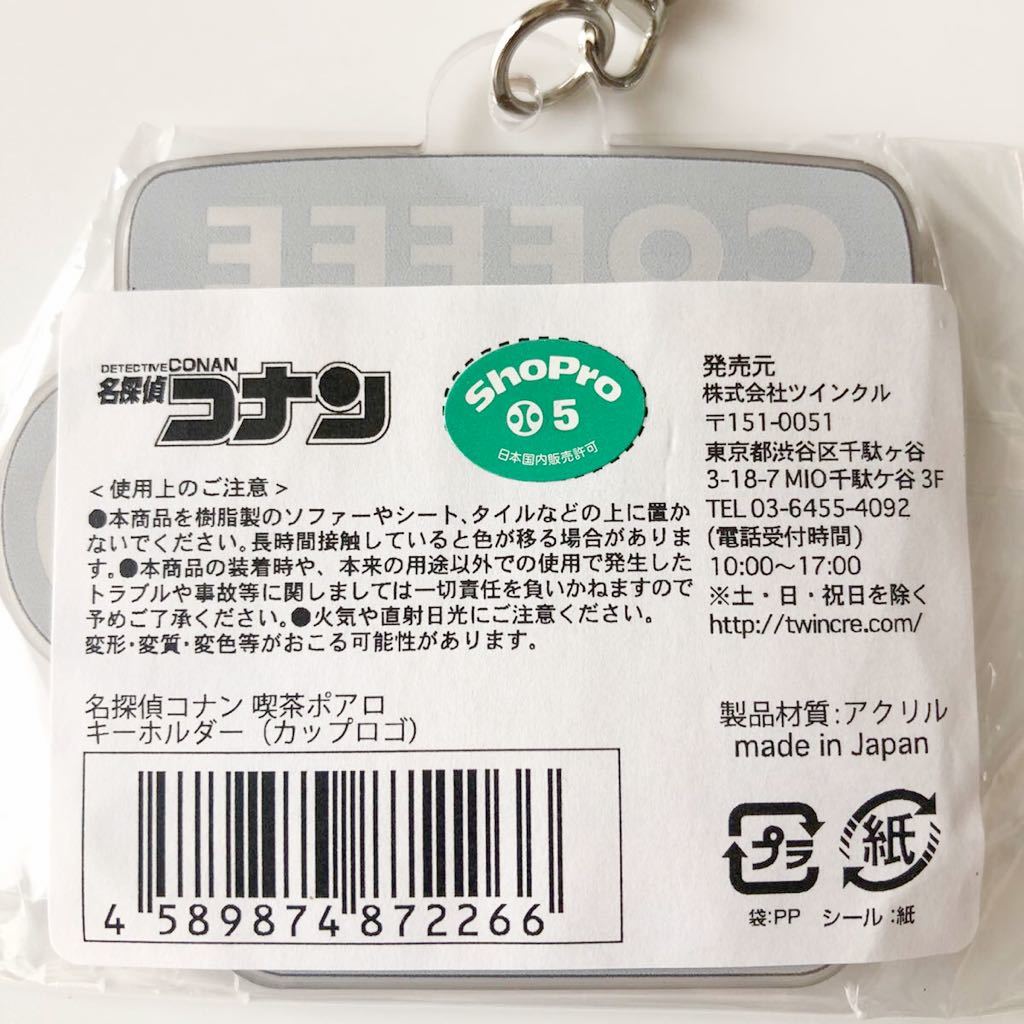 COFFEE
DETECTIVE CONAN
名探偵
コナン
ShoPro
5
日本国内販売許可
<使用上のご注意>
●本商品を樹脂製のソファーやシート、タイルなどの上に置か
ないでください。長時間接触していると色が移る場合がありま
す。●本商品の装着時や、本来の用途以外での使用で発生した
トラブルや事故等に関しましては一切責任を負いかねますので
予めご了承ください。●火気や直射日光にご注意ください。
変形・変質・変色等がおこる可能性があります。
発売元
株式会社ツインクル
〒151-0051
東京都渋谷区千駄ヶ谷
3-18-7 MIO千駄ケ谷 3F
TEL 03-6455-4092
(電話受付時間)
10:00～17:00
※土・日・祝日を除く
http://twincre.com/
名探偵コナン 喫茶ポアロ
キーホルダー（カップロゴ）
4 589874 872266
製品材質:アクリル
made in Japan
プラ
紙
袋:PP シール:紙